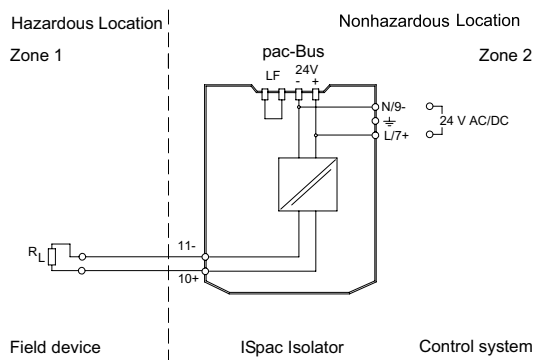 Hazardous Location
Nonhazardous Location
Zone 1
pac-Bus
Zone 2
LF
24V
- +
N/9-
24 V AC/DC
L/7+
RL
11-
10+
Field device
ISpac Isolator
Control system